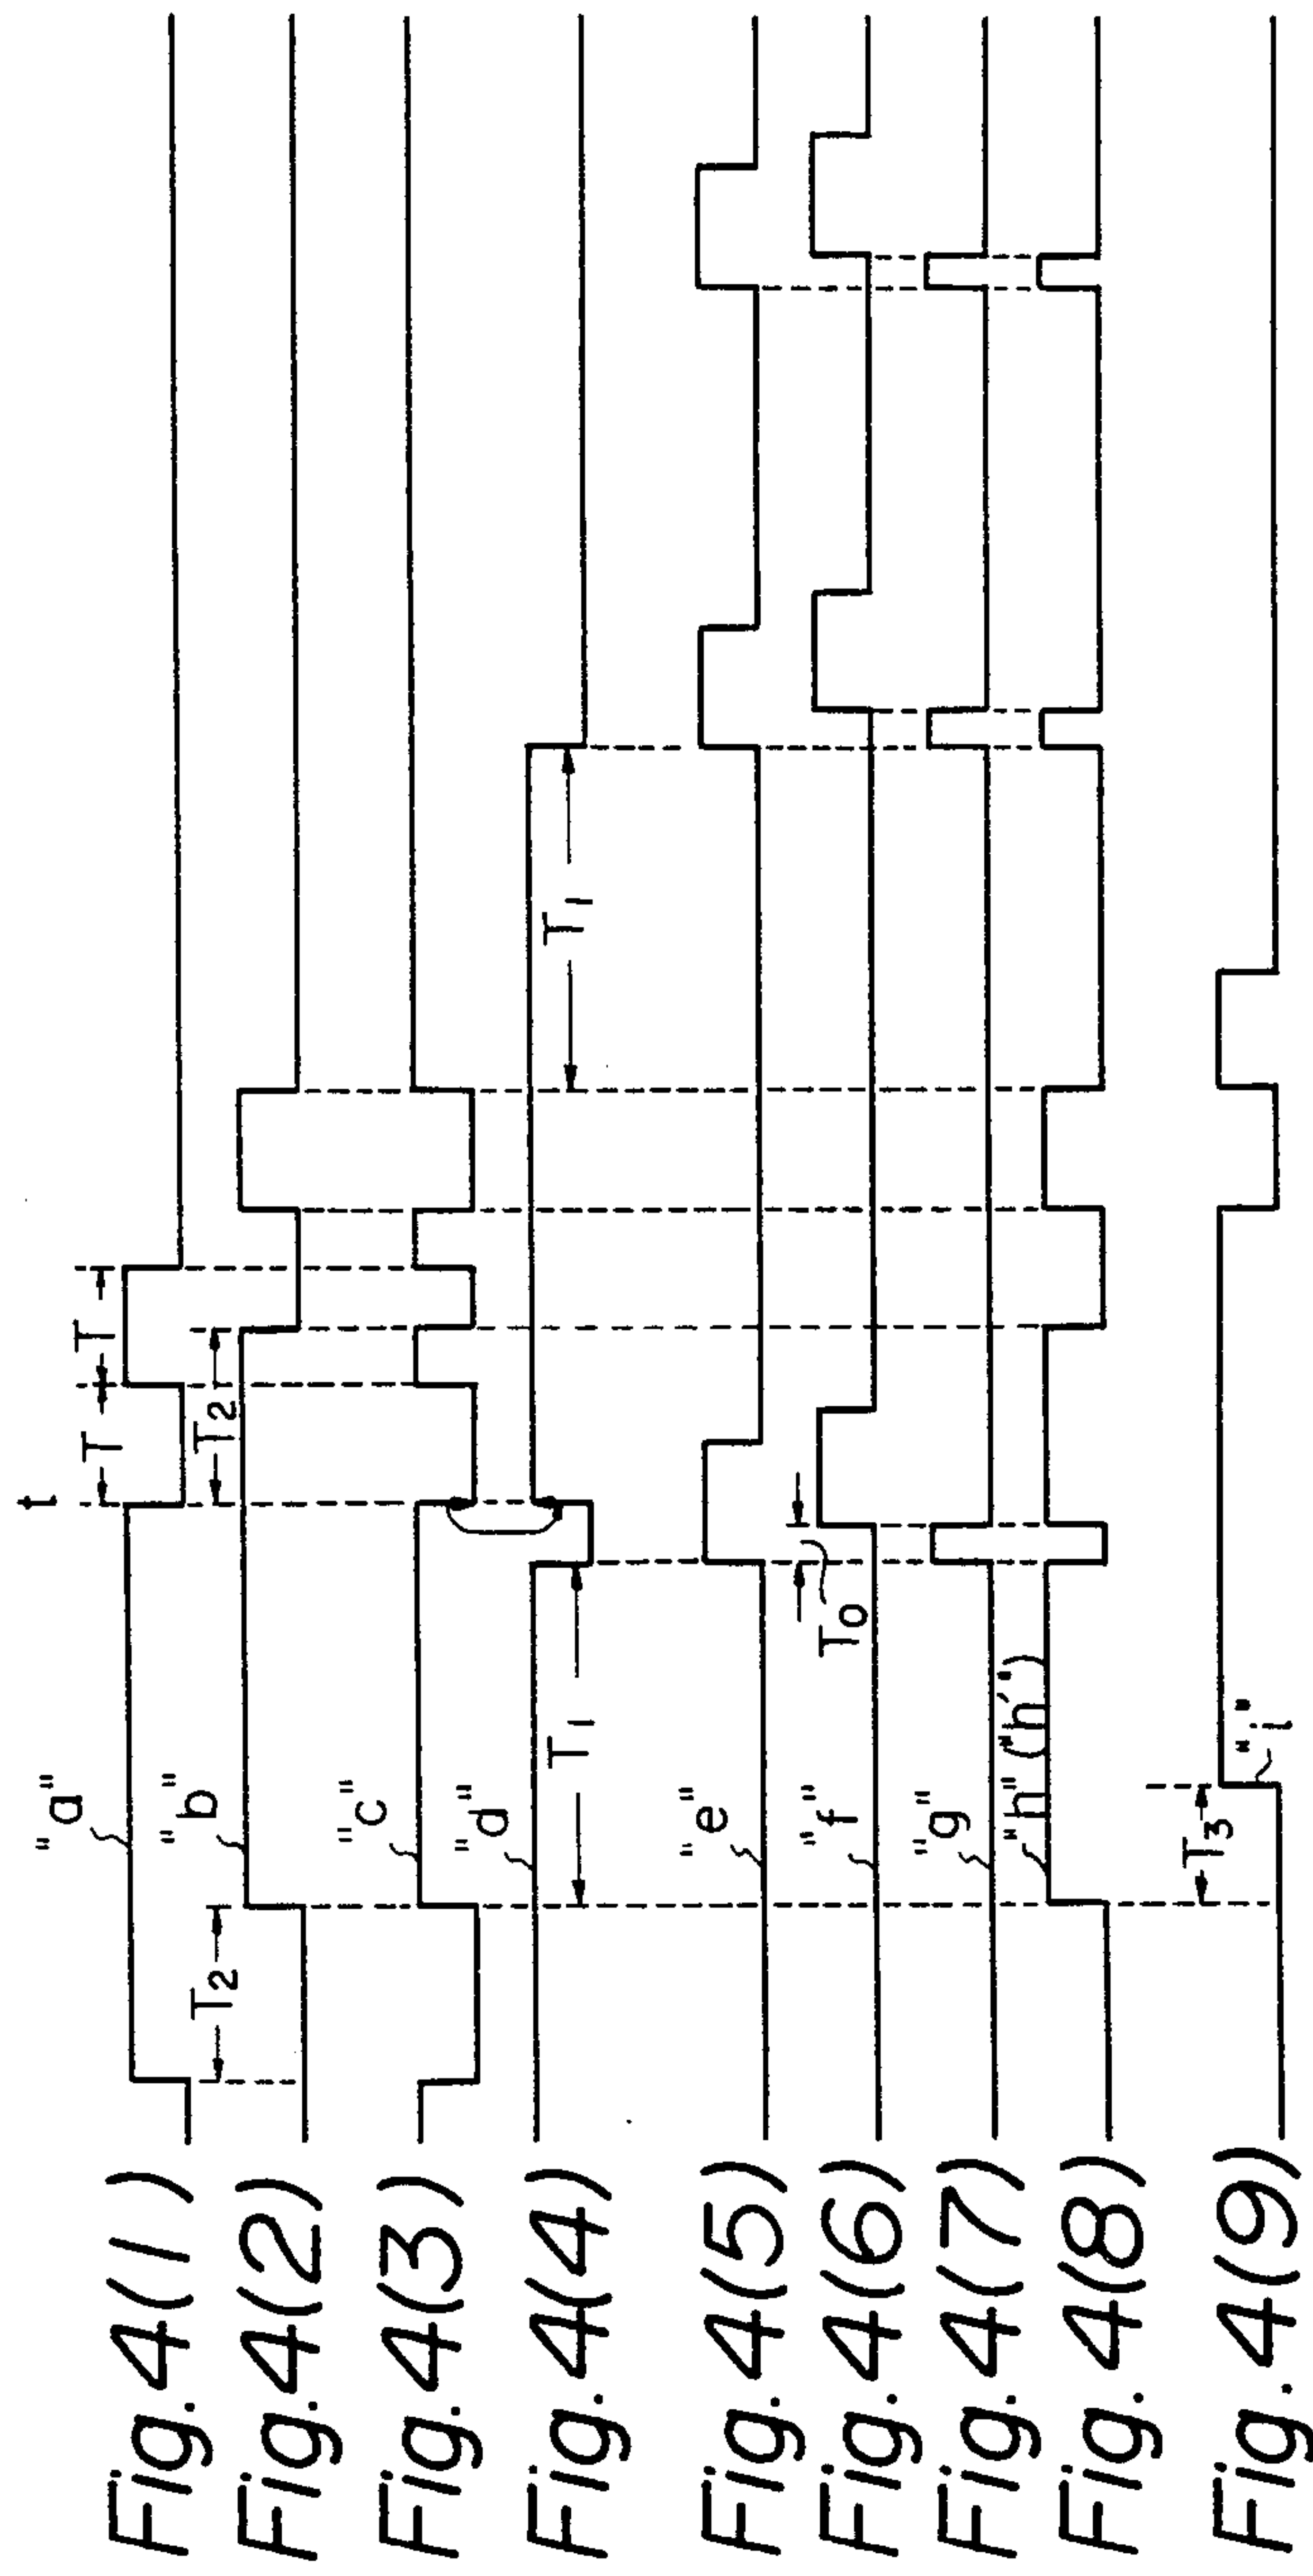 Fig. 4(1)
"a"
t
T
T
T2
Fig. 4(2)
"b"
T2
Fig. 4(3)
"c"
Fig. 4(4)
"d"
T1
T1
Fig. 4(5)
"e"
Fig. 4(6)
"f"
T0
Fig. 4(7)
"g"
Fig. 4(8)
"h"("h'")
Fig. 4(9)
T3
"i"